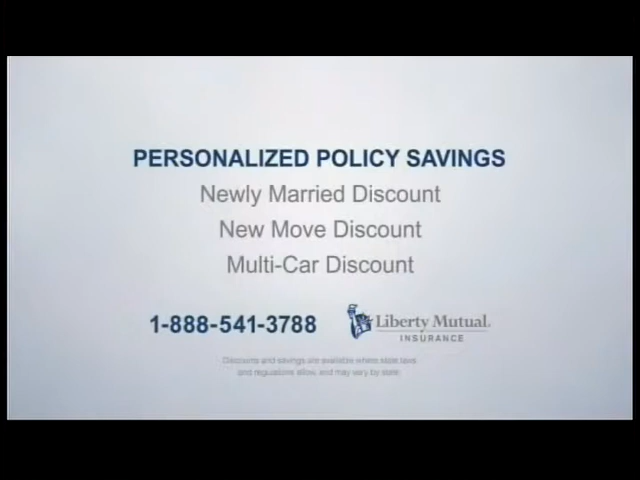 PERSONALIZED POLICY SAVINGS
Newly Married Discount
New Move Discount
Multi-Car Discount
1-888-541-3788
Liberty Mutual.
INSURANCE
Discounts and savings are available where state laws
and regulations allow, and may vary by state.